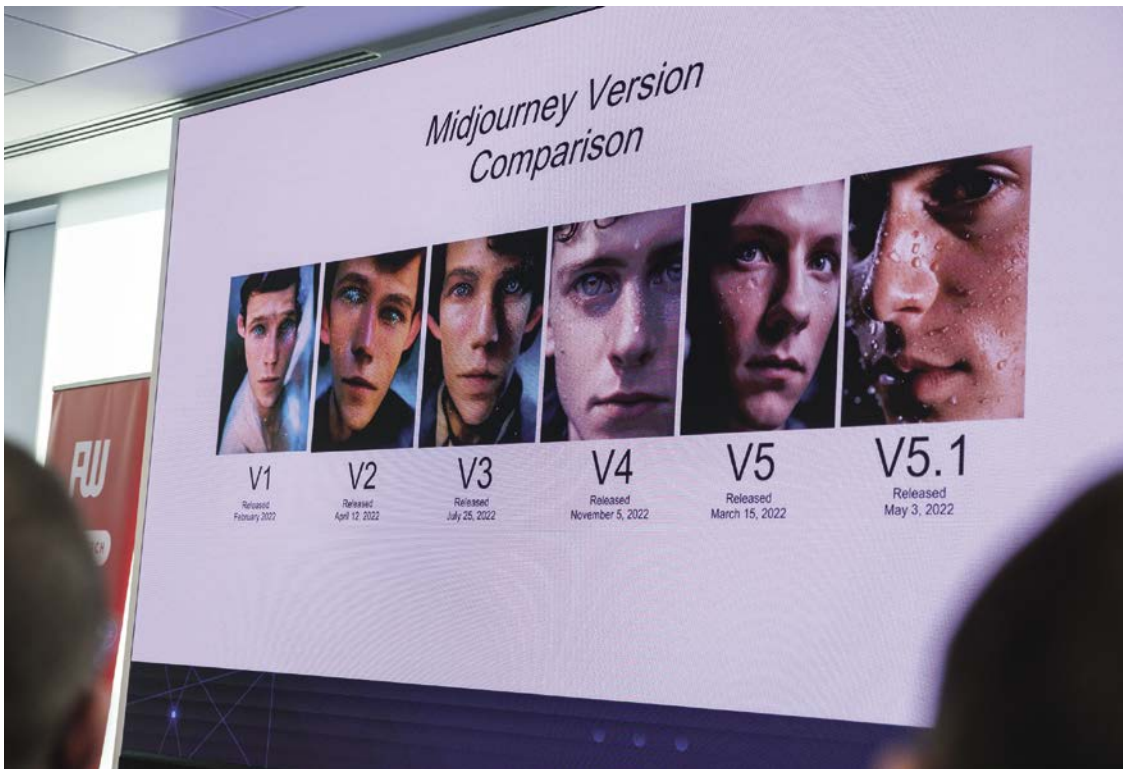 Midjourney Version
Comparison
V1
Released
February 2022
V2
Released
April 12, 2022
V3
Released
July 25, 2022
V4
Released
November 5, 2022
V5
Released
March 15, 2022
V5.1
Released
May 3, 2022
AW